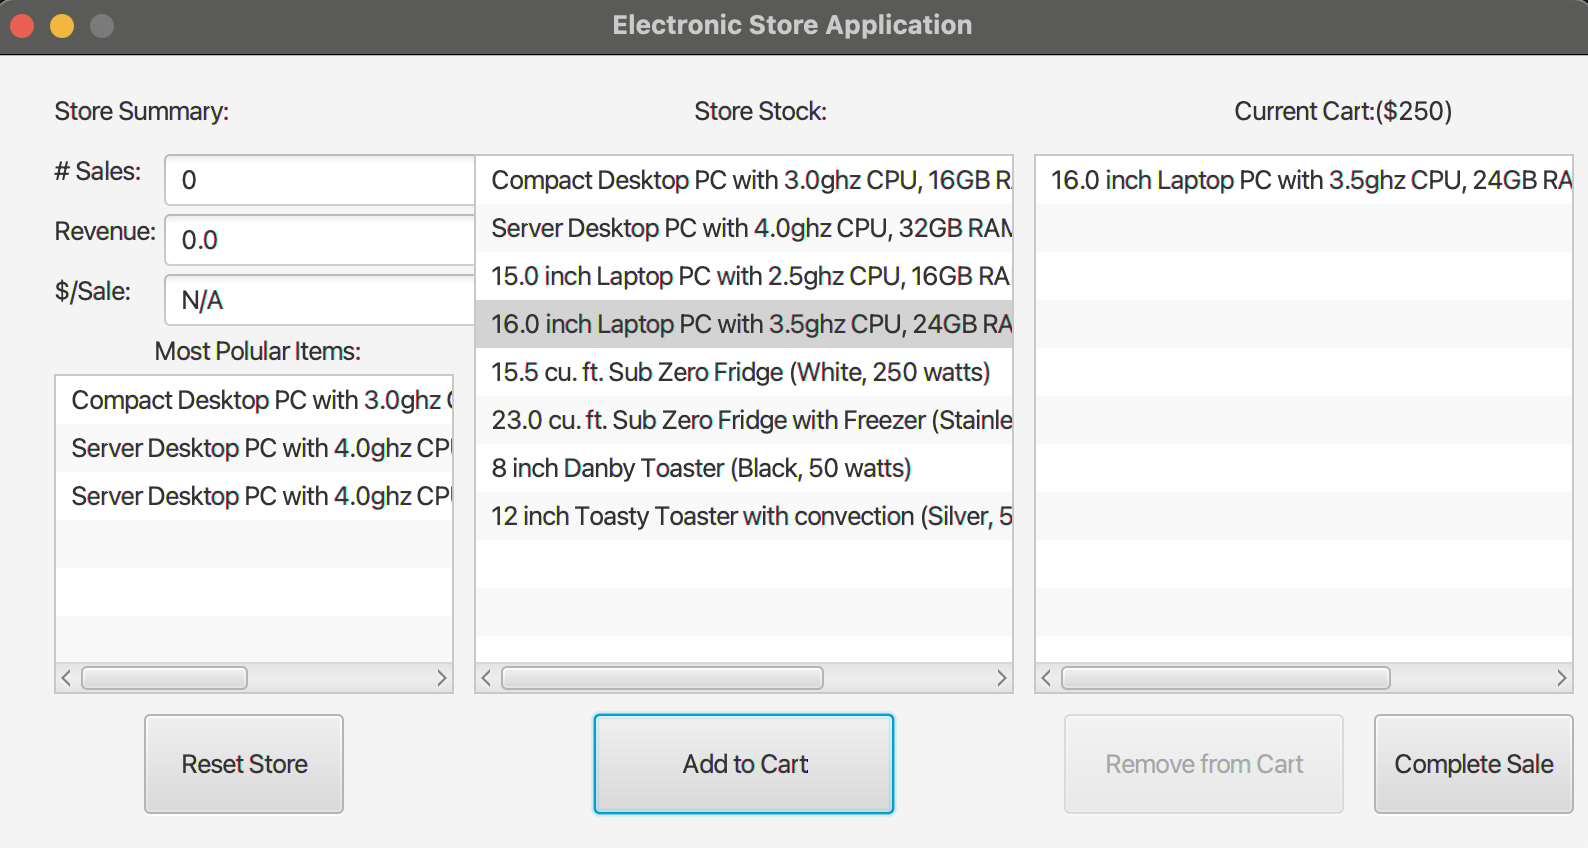 Electronic Store Application
Store Summary:
# Sales:
0
Revenue:
0.0
$/Sale:
N/A
Most Polular Items:
Compact Desktop PC with 3.0ghz
Server Desktop PC with 4.0ghz CPU
Server Desktop PC with 4.0ghz CPU
Reset Store
Store Stock:
Compact Desktop PC with 3.0ghz CPU, 16GB R
Server Desktop PC with 4.0ghz CPU, 32GB RAM
15.0 inch Laptop PC with 2.5ghz CPU, 16GB RA
16.0 inch Laptop PC with 3.5ghz CPU, 24GB RA
15.5 cu. ft. Sub Zero Fridge (White, 250 watts)
23.0 cu. ft. Sub Zero Fridge with Freezer (Stainle
8 inch Danby Toaster (Black, 50 watts)
12 inch Toasty Toaster with convection (Silver, 5
Add to Cart
Current Cart:($250)
16.0 inch Laptop PC with 3.5ghz CPU, 24GB RA
Remove from Cart
Complete Sale